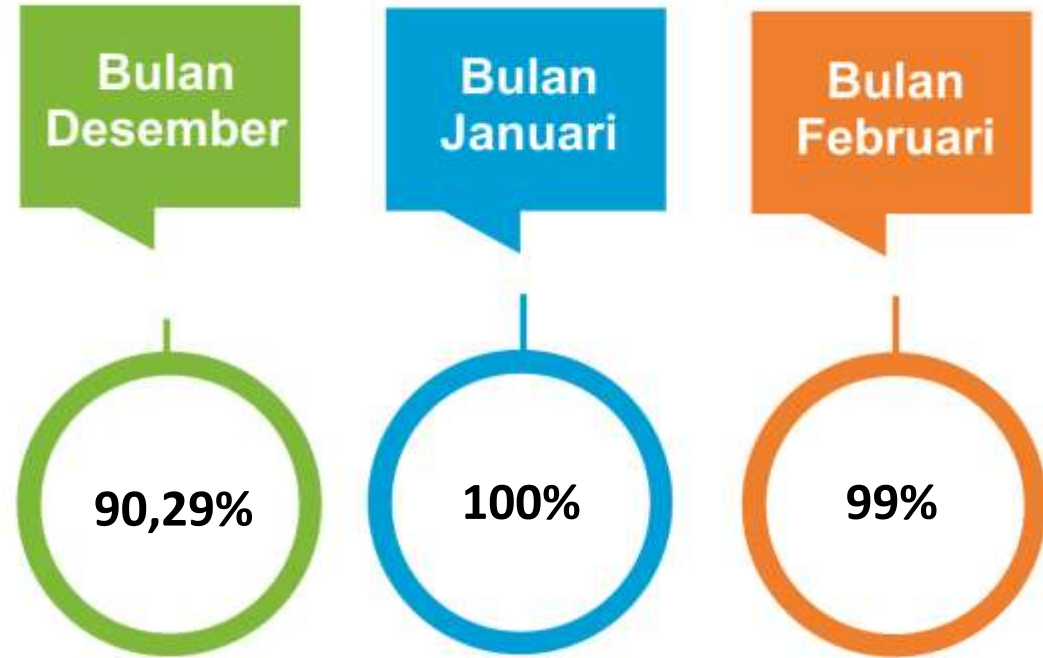 Bulan
Desember
Bulan
Januari
Bulan
Februari
90,29%
100%
99%